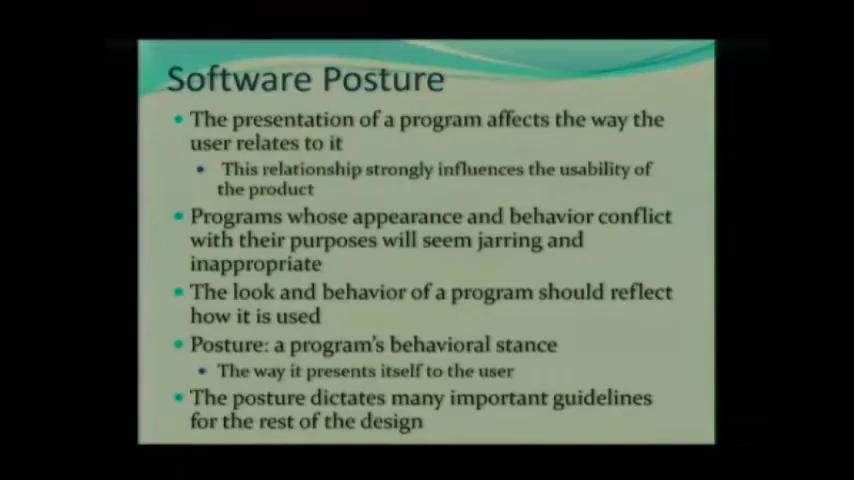 Software Posture
The presentation of a program affects the way the
user relates to it
This relationship strongly influences the usability of
the product
Programs whose appearance and behavior conflict
with their purposes will seem jarring and
inappropriate
The look and behavior of a program should reflect
how it is used
Posture: a program's behavioral stance
The way it presents itself to the user
The posture dictates many important guidelines
for the rest of the design